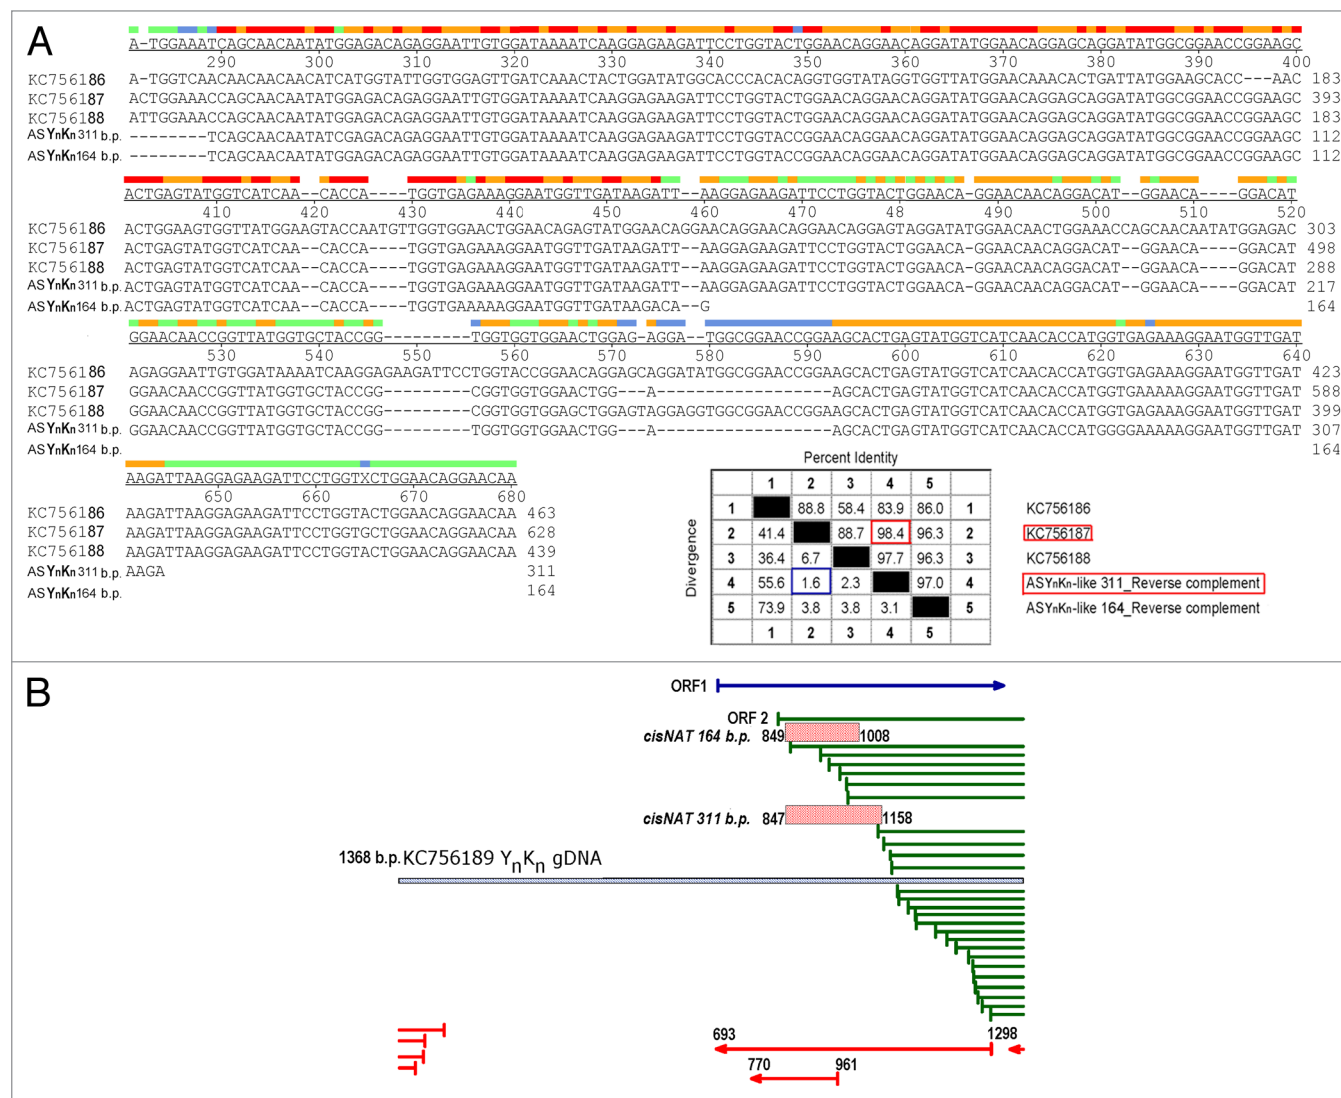 A
A-TGGAAATCAGCAACAATATGGAGACAGAGGAATTGTGGATAAAATCAAGGAGAAGATTCCTGGTACTGGAACAGGAACAGGATATGGAACAGGAGCAGGATATGGCGGAACCGGAAGC
290 300 310 320 330 340 350 360 370 380 390 400
KC756186 A-TGGTCAACAACAACAACATCATGGTATTGGTGGAGTTGATCAAACTACTGGATATGGCACCCACACAGGTGGTATAGGTGGTTATGGAACAAACACTGATTATGGAAGCACC---AAC 183
KC756187 ACTGGAAACCAGCAACAATATGGAGACAGAGGAATTGTGGATAAAATCAAGGAGAAGATTCCTGGTACTGGAACAGGAACAGGATATGGAACAGGAGCAGGATATGGCGGAACCGGAAGC 393
KC756188 ATTGGAAACCAGCAACAATATGGAGACAGAGGAATTGTGGATAAAATCAAGGAGAAGATTCCTGGTACTGGAACAGGAACAGGATATGGAACAGGAGCAGGATATGGCGGAACCGGAAGC 183
ASYnKn311 b.p. --------TCAGCAACAATATCGAGACAGAGGAATTGTGGATAAAATCAAGGAGAAGATTCCTGGTACTGGAACAGGAACAGGATATGGAACAGGAGCAGGATATGGCGGAACCGGAAGC 112
ASYnKn164 b.p. --------TCAGCAACAATATGGAGACAGAGGAATTGTGGATAAAATCAAGGAGAAGATTCCTGGTACTGGAACAGGAACAGGATATGGAACAGGAGCAGGATATGGCGGAACCGGAAGC 112
ACTGAGTATGGTCATCAA--CACCA----TGGTGAGAAAGGAATGGTTGATAAGATT--AAGGAGAAGATTCCTGGTACTGGAACA-GGAACAACAGGACAT--GGAACA----GGACAT
410 420 430 440 450 460 470 480 490 500 510 520
KC756186 ACTGGAAGTGGTTATGGAAGTACCAATGTTGGTGGAACTGGAACAGAGTATGGAACAGGAACAGGAACAGGAACAGGAGTAGGATATGGAACAACTGGAAACCAGCAACAATATGGAGAC 303
KC756187 ACTGAGTATGGTCATCAA--CACCA----TGGTGAGAAAGGAATGGTTGATAAGATT--AAGGAGAAGATTCCTGGTACTGGAACA-GGAACAACAGGACAT--GGAACA----GGACAT 498
KC756188 ACTGAGTATGGTCATCAA--CACCA----TGGTGAGAAAGGAATGGTTGATAAGATT--AAGGAGAAGATTCCTGGTACTGGAACA-GGAACAACAGGACAT--GGAACA----GGACAT 288
ASYnKn311 b.p. ACTGAGTATGGTCATCAA--CACCA----TGGTGAGAAAGGAATGGTTGATAAGATT--AAGGAGAAGATTCCTGGTACTGGAACA-GGAACAACAGGACAT--GGAACA----GGACAT 217
ASYnKn164 b.p. ACTGAGTATGGTCATCAA--CACCA----TGGTGAAAAAGGAATGGTTGATAAGACA--G 164
GGAACAACCGGTTATGGTGCTACCGG---------TGGTGGTGGAACTGGAG-AGGA--TGGCGGAACCGGAAGCACTGAGTATGGTCATCAACACCATGGTGAGAAAGGAATGGTTGAT
530 540 550 560 570 580 590 600 610 620 630 640
KC756186 AGAGGAATTGTGGATAAAATCAAGGAGAAGATTCCTGGTACCGGAACAGGAGCAGGATATGGCGGAACCGGAAGCACTGAGTATGGTCATCAACACCATGGTGAGAAAGGAATGGTTGAT 423
KC756187 GGAACAACCGGTTATGGTGCTACCGG---------CGGTGGTGGAACTGG---A------------------AGCACTGAGTATGGTCATCAACACCATGGTGAAAAAGGAATGGTTGAT 588
KC756188 GGAACAACCGGTTATGGTGCTACCGG---------CGGTGGTGGAGCTGGAGTAGGAGGTGGCGGAACCGGAAGCACTGAGTATGGTCATCAACACCATGGTGAGAAAGGAATGGTTGAT 399
ASYnKn311 b.p. GGAACAACCGGTTATGGTGCTACCGG---------TGGTGGTGGAACTGG---A------------------AGCACTGAGTATGGTCATCAACACCATGGGGAAAAAGGAATGGTTGAT 307
ASYnKn164 b.p. 164
AAGATTAAGGAGAAGATTCCTGGTXCTGGAACAGGAACAA
650 660 670 680
KC756186 AAGATTAAGGAGAAGATTCCTGGTACTGGAACAGGAACAA 463
KC756187 AAGATTAAGGAGAAGATTCCTGGTACTGGAACAGGAACAA 628
KC756188 AAGATTAAGGAGAAGATTCCTGGTACTGGAACAGGAACAA 439
ASYnKn311 b.p. AAGA 311
ASYnKn164 b.p. 164
Percent Identity
Divergence
1 2 3 4 5
1 88.8 58.4 83.9 86.0 1 KC756186
2 41.4 88.7 98.4 96.3 2 KC756187
3 36.4 6.7 97.7 96.3 3 KC756188
4 55.6 1.6 2.3 97.0 4 ASYnKn-like 311_Reverse complement
5 73.9 3.8 3.8 3.1 5 ASYnKn-like 164_Reverse complement
1 2 3 4 5
B
ORF1
ORF 2
cisNAT 164 b.p. 849 1008
cisNAT 311 b.p. 847 1158
1368 b.p. KC756189 YnKn gDNA
693 1298
770 961